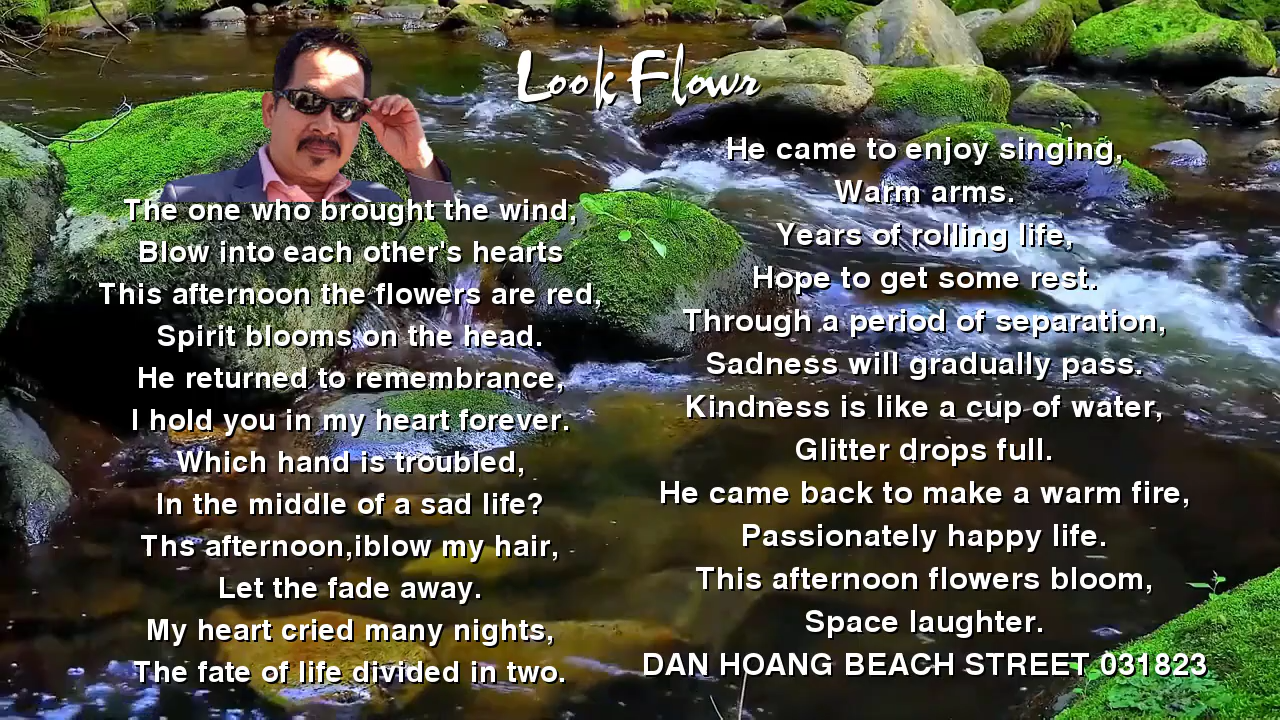 Look Flowr
The one who brought the wind,
Blow into each other's hearts
This afternoon the flowers are red,
Spirit blooms on the head.
He returned to remembrance,
I hold you in my heart forever.
Which hand is troubled,
In the middle of a sad life?
Ths afternoon,iblow my hair,
Let the fade away.
My heart cried many nights,
The fate of life divided in two.
He came to enjoy singing,
Warm arms.
Years of rolling life,
Hope to get some rest.
Through a period of separation,
Sadness will gradually pass.
Kindness is like a cup of water,
Glitter drops full.
He came back to make a warm fire,
Passionately happy life.
This afternoon flowers bloom,
Space laughter.
DAN HOANG BEACH STREET 031823